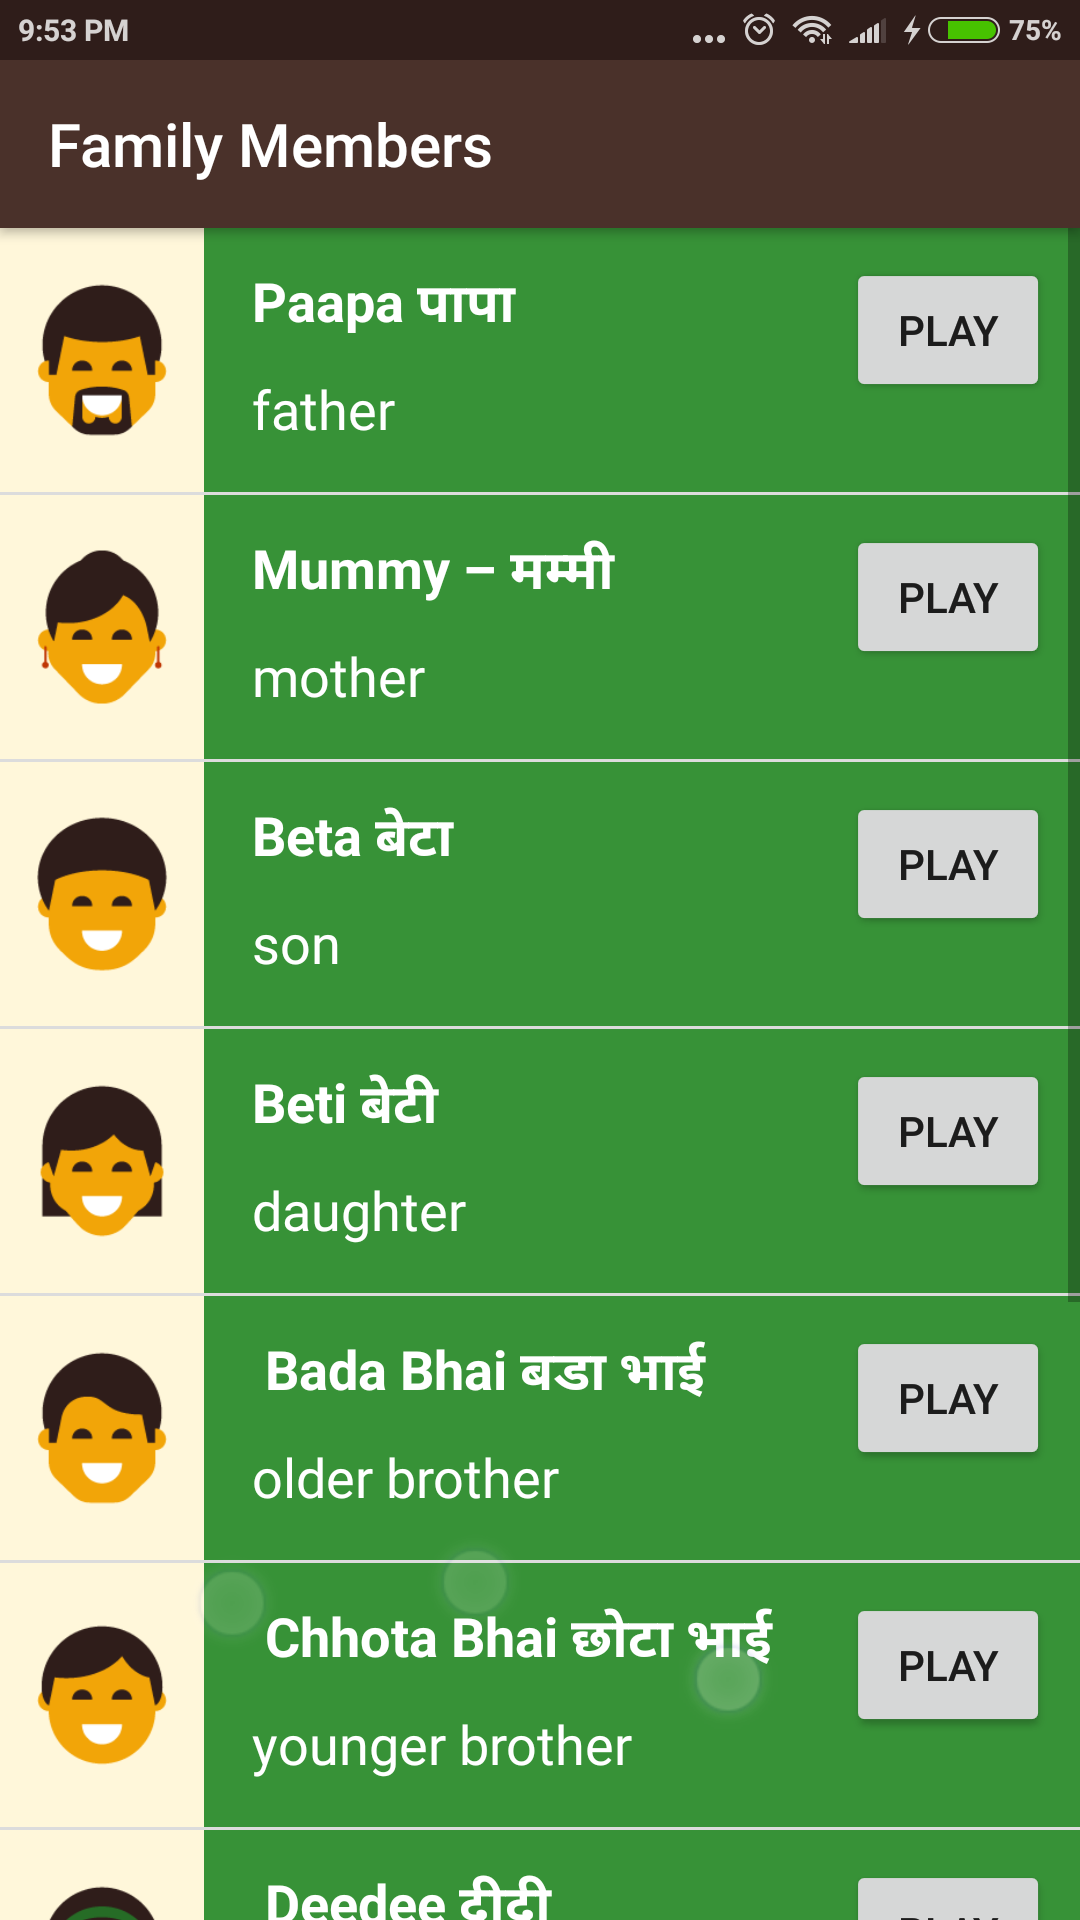 9:53 PM
75%
Family Members
Paapa पापा
PLAY
father
Mummy – मम्मी
PLAY
mother
Beta बेटा
PLAY
son
Beti बेटी
PLAY
daughter
Bada Bhai बडा भाई
PLAY
older brother
Chhota Bhai छोटा भाई
PLAY
younger brother
Deedee दीदी
PLAY